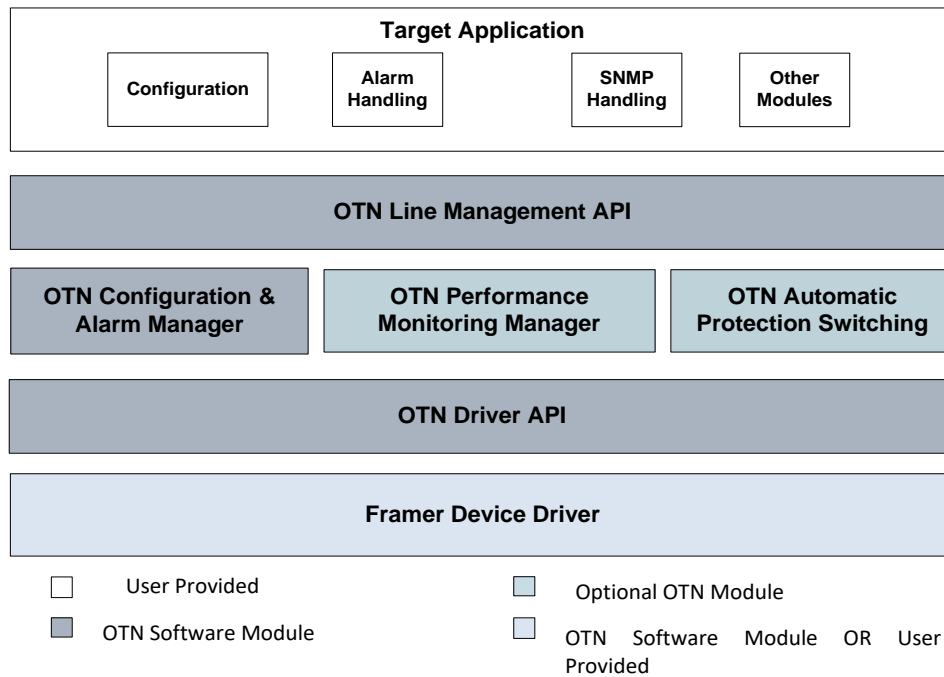 Target Application
Configuration
Alarm
Handling
SNMP
Handling
Other
Modules
OTN Line Management API
OTN Configuration &
Alarm Manager
OTN Performance
Monitoring Manager
OTN Automatic
Protection Switching
OTN Driver API
Framer Device Driver
User Provided
Optional OTN Module
OTN Software Module
OTN Software Module OR User
Provided